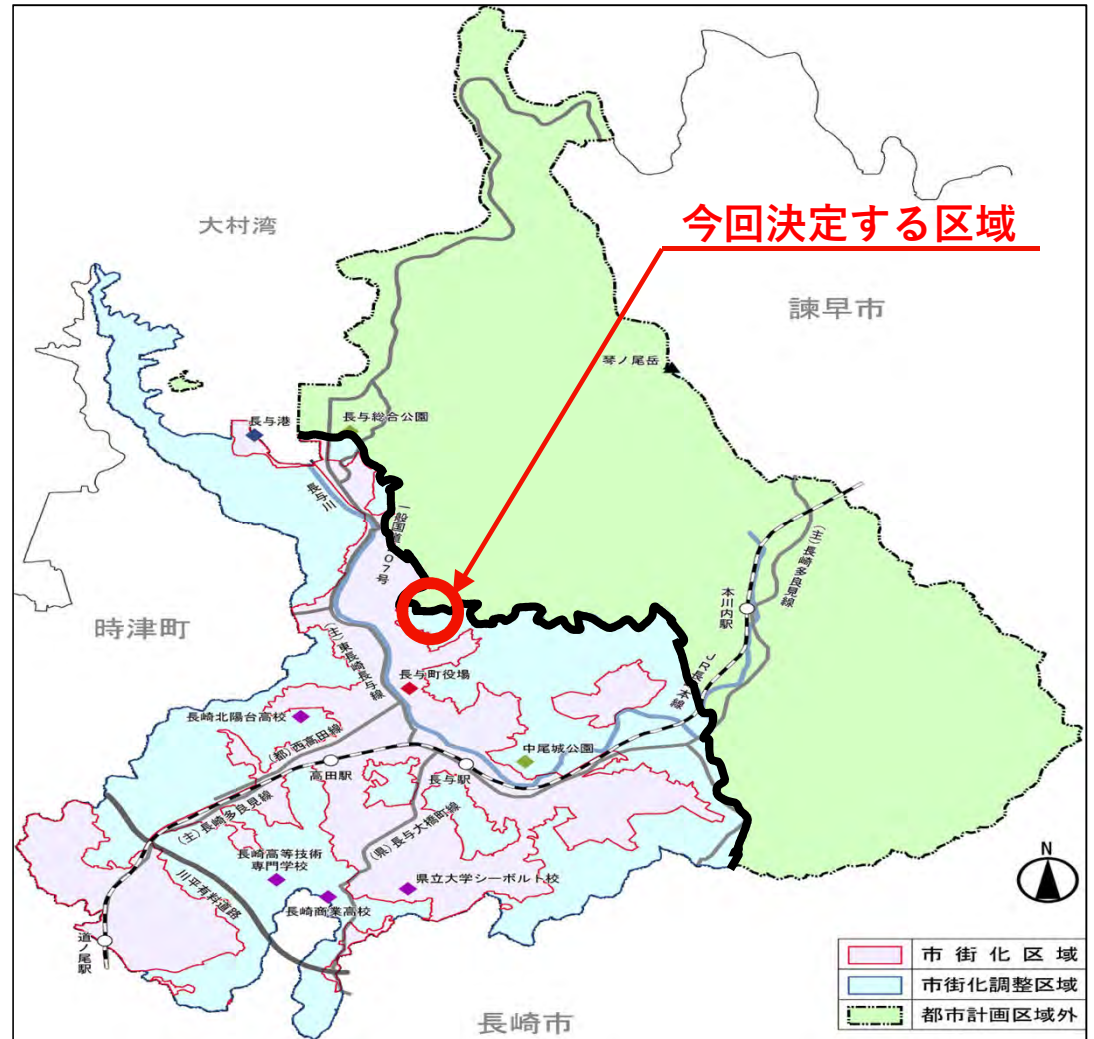 大村湾
今回決定する区域
諫早市
琴ノ尾岳
長与港
長与総合公園
長与川
一般国道207号
(主)長崎多良見線
本川内駅
時津町
(主)東長崎長与線
JR長崎本線
長与町役場
長崎北陽台高校
(都)西高田線
中尾城公園
高田駅
長与駅
(主)長崎多良見線
(県)長与大橋町線
長崎高等技術
専門学校
県立大学シーボルト校
川平有料道路
長崎商業高校
道ノ尾駅
N
長崎市
市街化区域
市街化調整区域
都市計画区域外